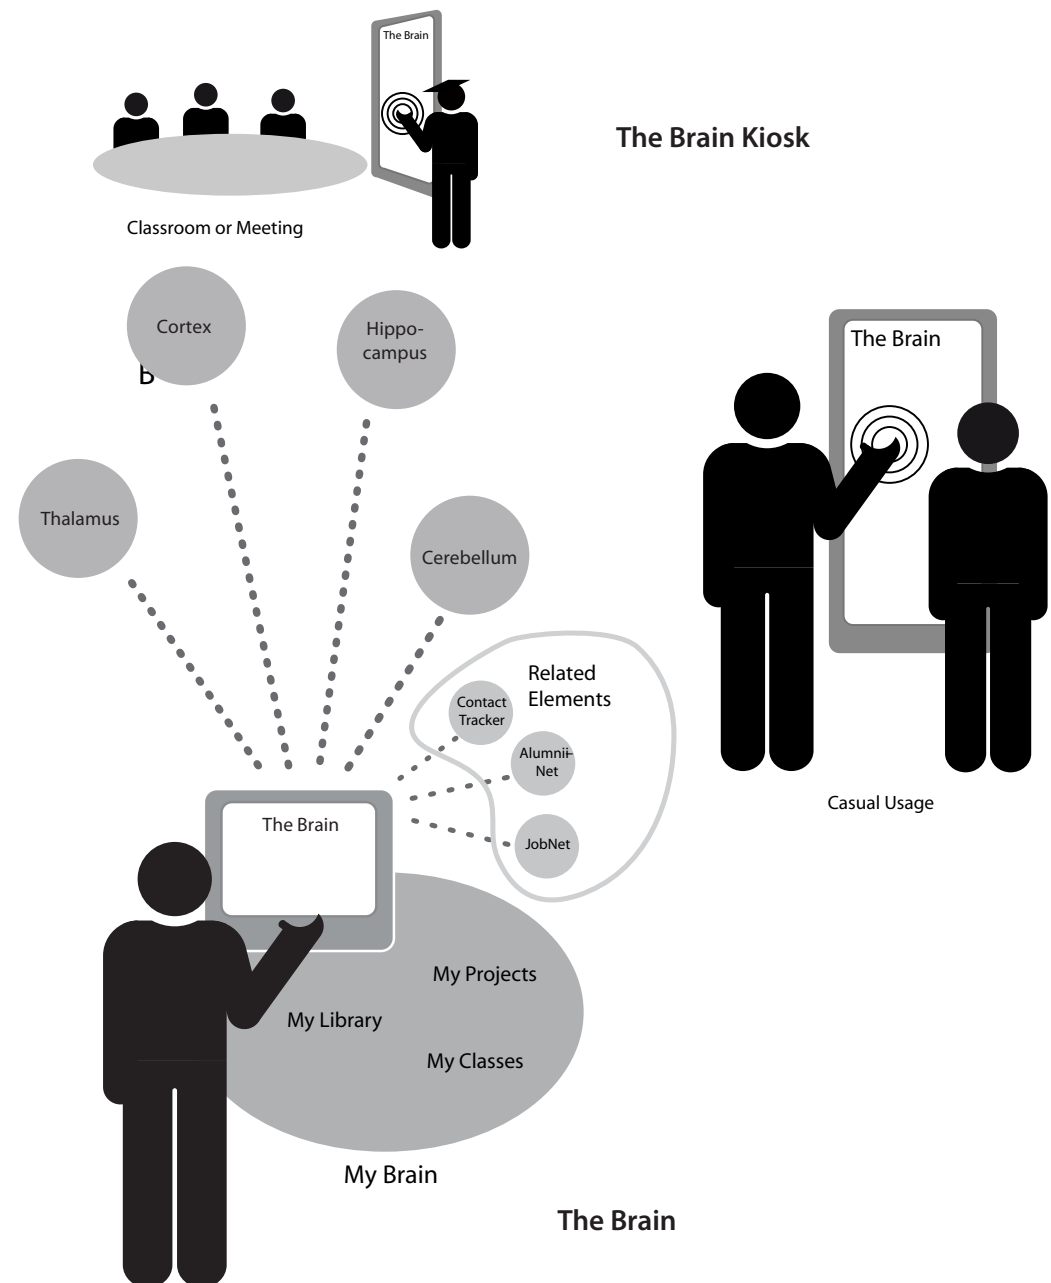 The Brain
The Brain Kiosk
Classroom or Meeting
Cortex
Hippo-
campus
B
The Brain
Thalamus
Cerebellum
Related
Elements
Contact
Tracker
Alumnii-
Net
JobNet
Casual Usage
The Brain
My Projects
My Library
My Classes
My Brain
The Brain